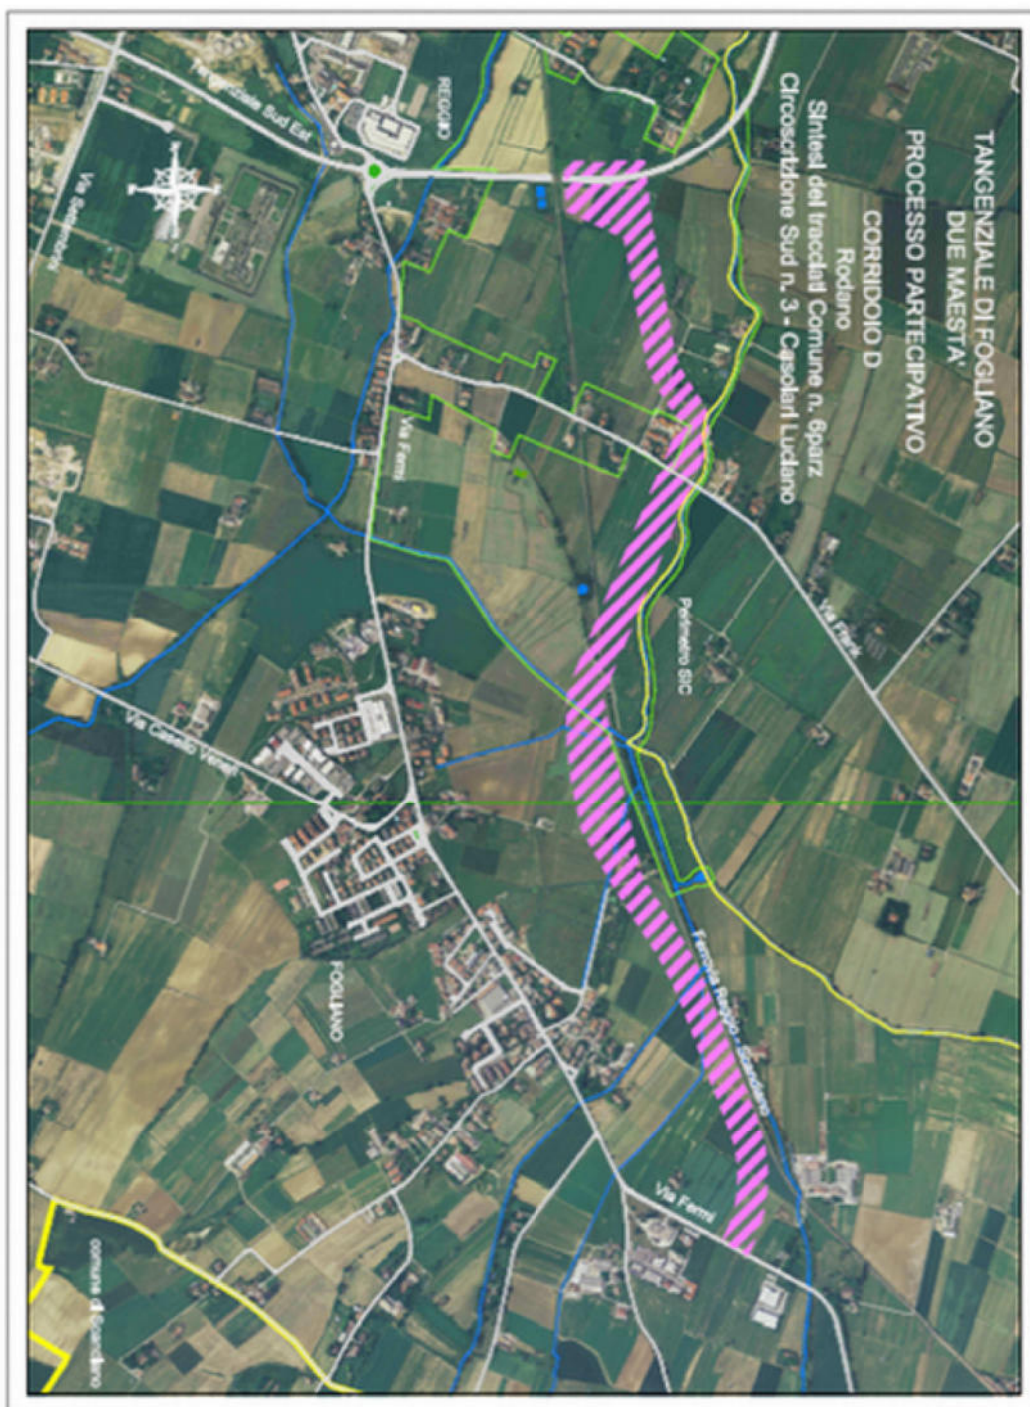 TANGENZIALE DI FOGLIANO
DUE MAESTA'
PROCESSO PARTECIPATIVO
CORRIDOIO D
Rodano
Sintesi dei tracciati Comune n. 6parz
Circoscrizione Sud n. 3 - Casolari Luciano
REGGIO
Tangenziale Sud Est
Via Settembrini
Via Fermi
Via Frank
Perimetro SIC
Via Casello Veneri
FOGLIANO
Ferrovia Reggio - Scandiano
Via Fermi
comune di Scandiano